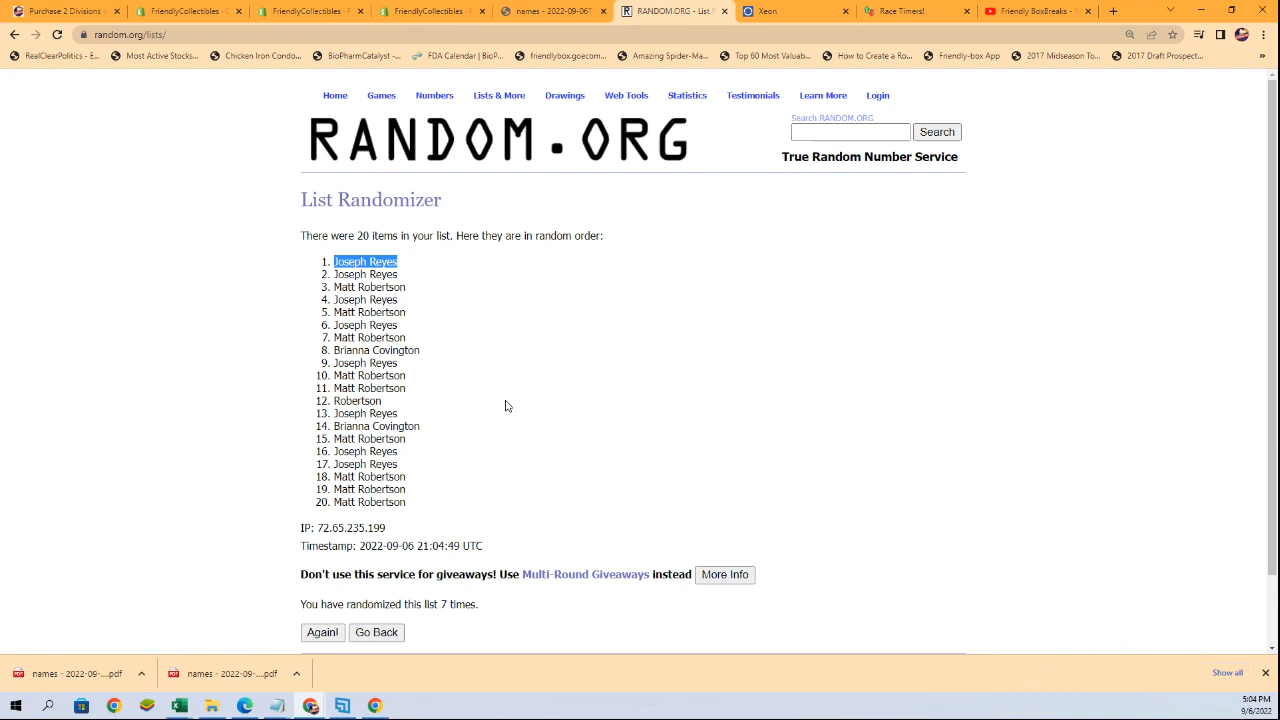 Purchase 2 Divisions i
FriendlyCollectibles
FriendlyCollectibles - F
FriendlyCollectibles - M
names - 2022-09-06T
RANDOM.ORG - List R
Xeon
Race Timers!
Friendly BoxBreaks - Y
random.org/lists/
RealClearPolitics - E...
Most Active Stocks...
Chicken Iron Condo...
BioPharmCatalyst -...
FDA Calendar | BioP...
friendlybox.goecom...
Amazing Spider-Ma...
Top 60 Most Valuab...
How to Create a Ro...
Friendly-box App
2017 Midseason To...
2017 Draft Prospect...
Home Games Numbers Lists & More Drawings Web Tools Statistics Testimonials Learn More Login
RANDOM.ORG
Search RANDOM.ORG
Search
True Random Number Service
List Randomizer
There were 20 items in your list. Here they are in random order:
1. Joseph Reyes
2. Joseph Reyes
3. Matt Robertson
4. Joseph Reyes
5. Matt Robertson
6. Joseph Reyes
7. Matt Robertson
8. Brianna Covington
9. Joseph Reyes
10. Matt Robertson
11. Matt Robertson
12. Robertson
13. Joseph Reyes
14. Brianna Covington
15. Matt Robertson
16. Joseph Reyes
17. Joseph Reyes
18. Matt Robertson
19. Matt Robertson
20. Matt Robertson
IP: 72.65.235.199
Timestamp: 2022-09-06 21:04:49 UTC
Don't use this service for giveaways! Use Multi-Round Giveaways instead More Info
You have randomized this list 7 times.
Again! Go Back
names - 2022-09-....pdf
names - 2022-09-....pdf
Show all
5:04 PM
9/6/2022